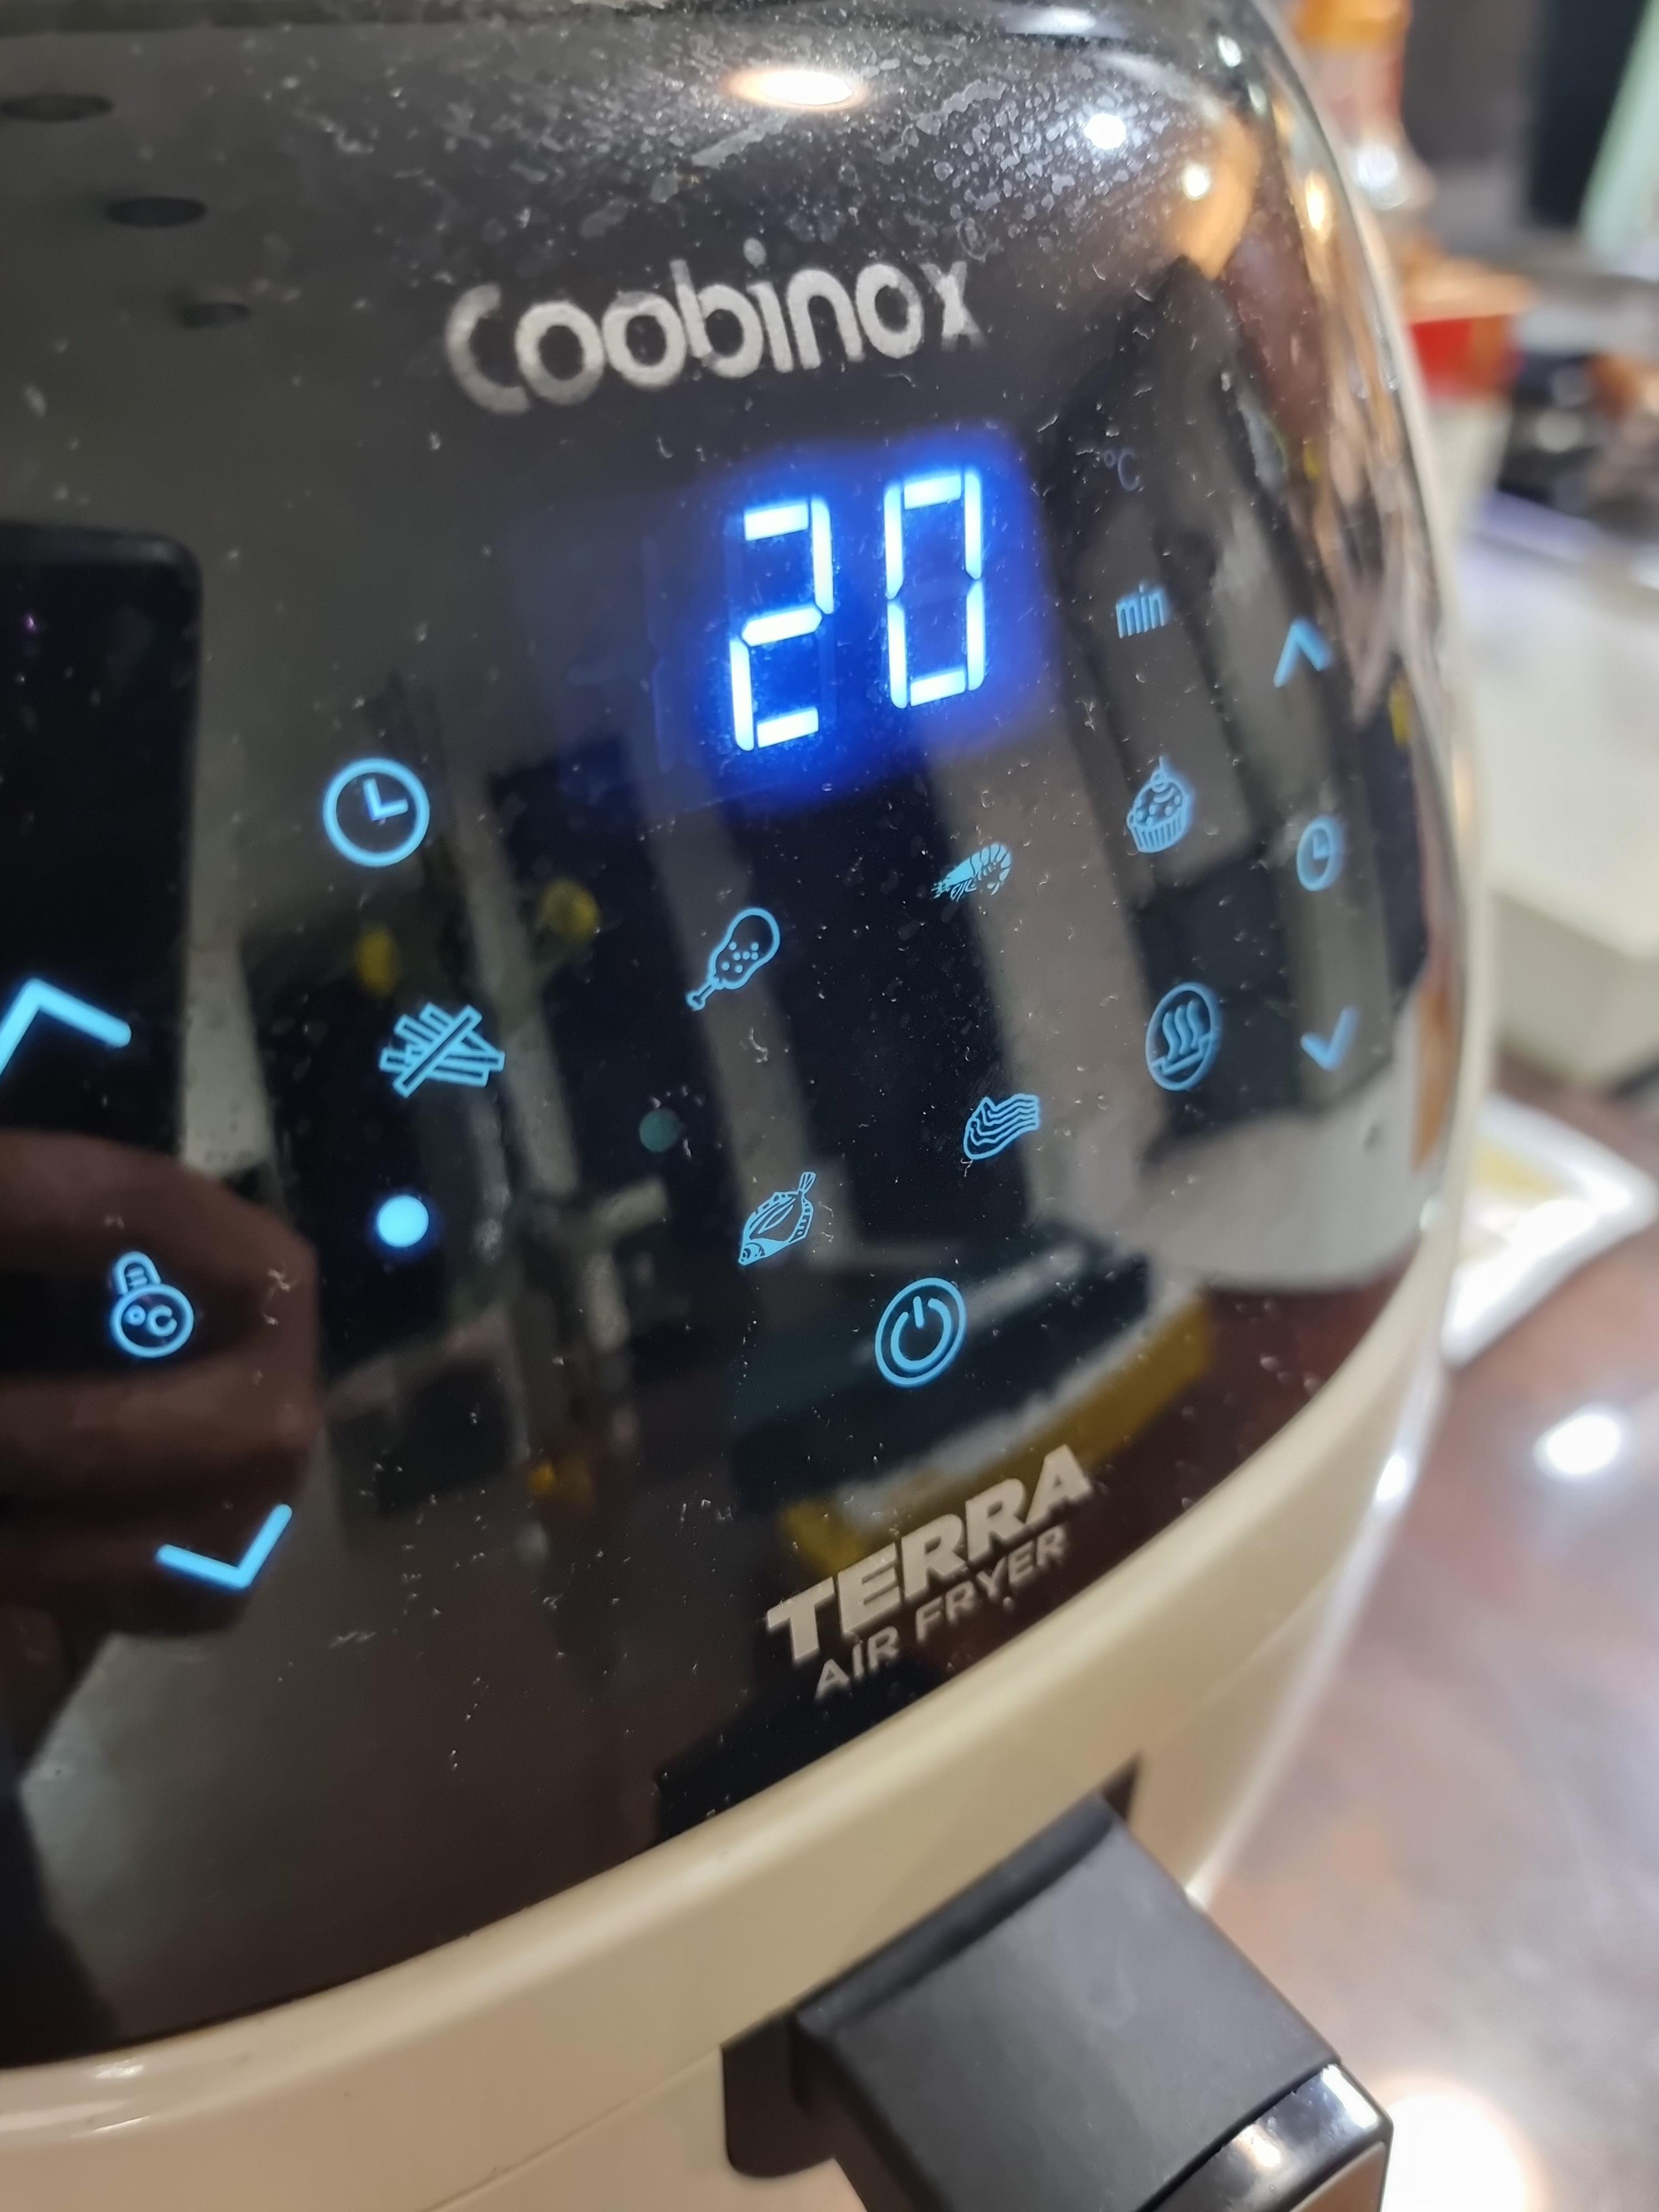 Coobinox
20
°C
min
°C
TERRA
AIR FRYER